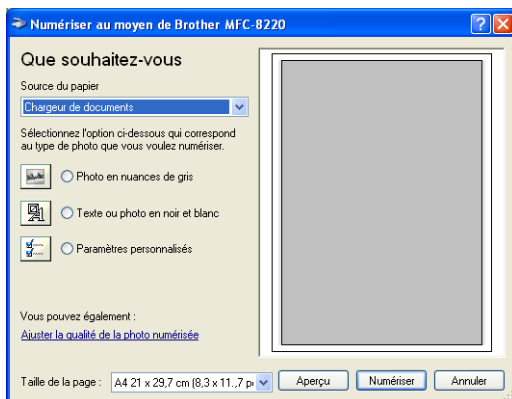 Numériser au moyen de Brother MFC-8220
Que souhaitez-vous
Source du papier
Chargeur de documents
Sélectionnez l'option ci-dessous qui correspond
au type de photo que vous voulez numériser.
Photo en nuances de gris
Texte ou photo en noir et blanc
Paramètres personnalisés
Vous pouvez également :
Ajuster la qualité de la photo numérisée
Taille de la page : A4 21 x 29,7 cm (8,3 x 11.,7 p
Aperçu Numériser Annuler